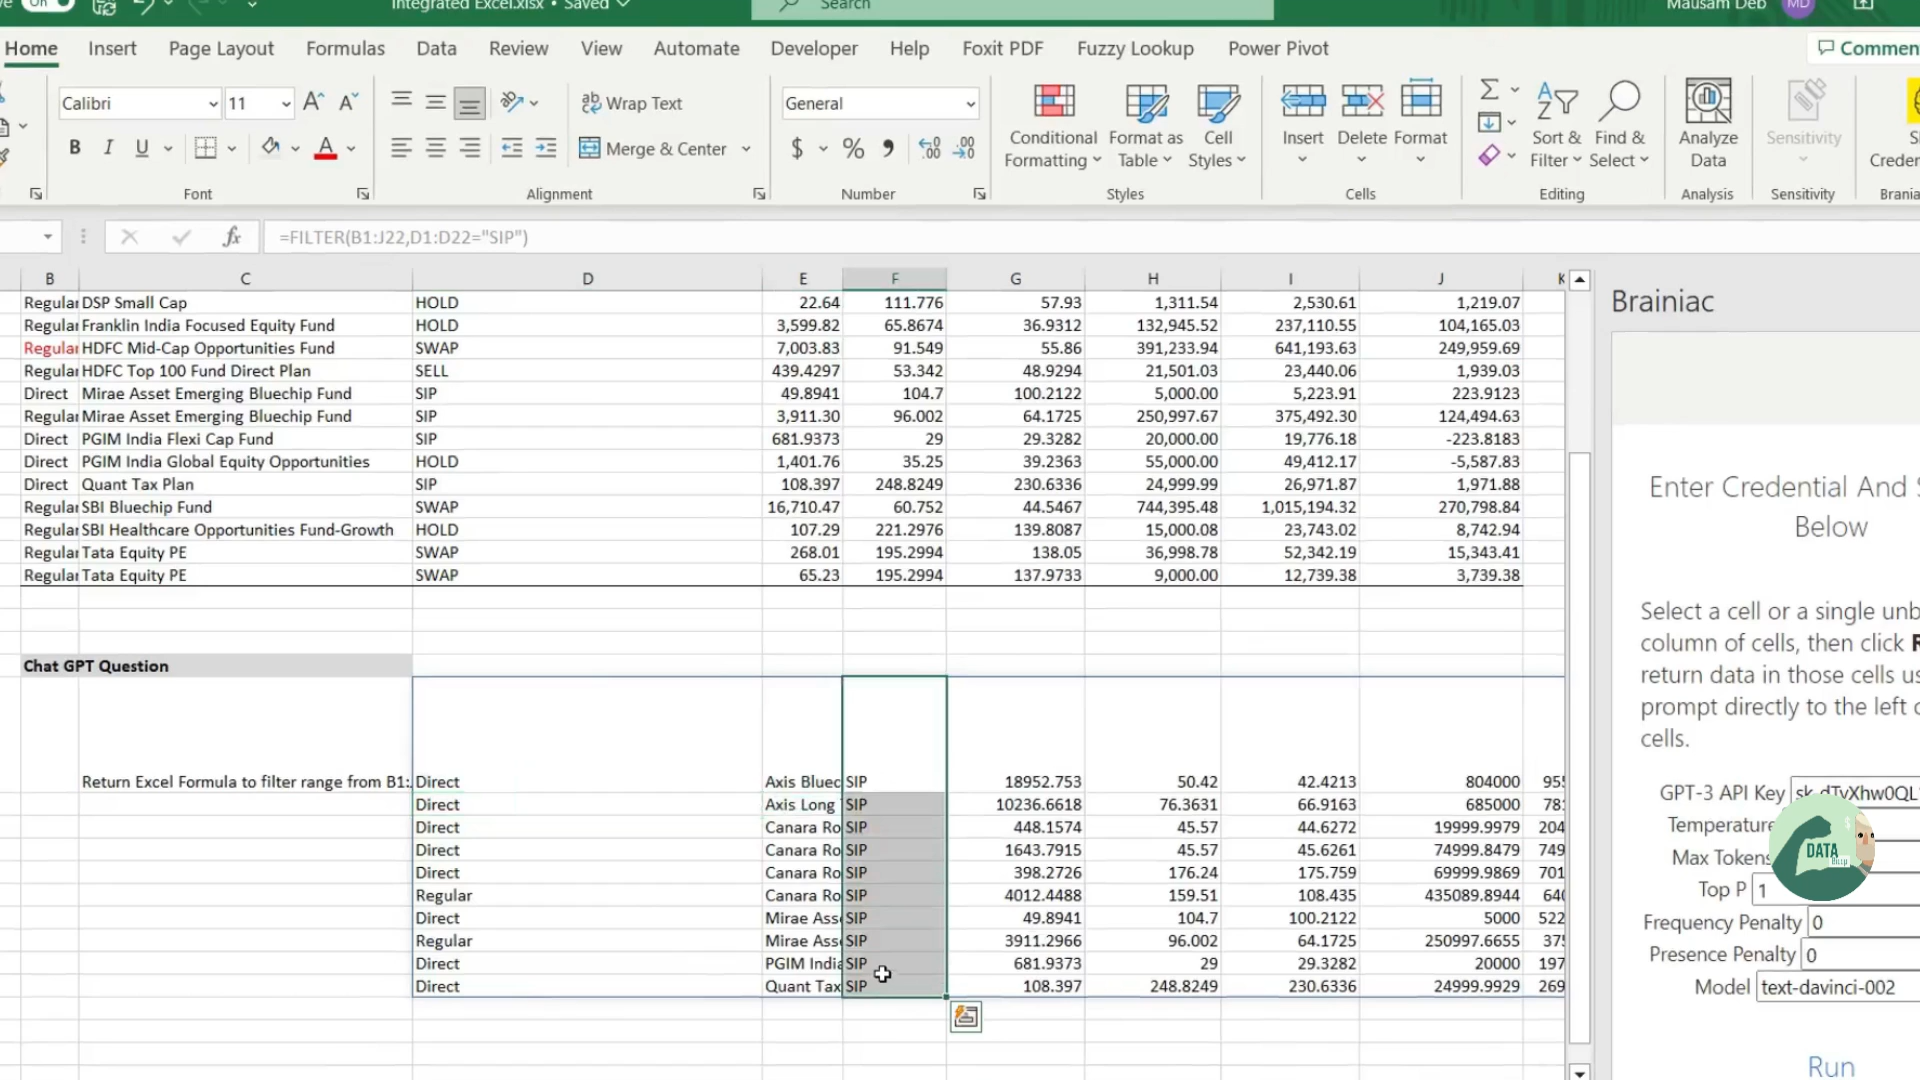 Integrated Excel.xlsx • Saved
Search
Mausam Deb
MD
Home Insert Page Layout Formulas Data Review View Automate Developer Help Foxit PDF Fuzzy Lookup Power Pivot
Calibri 11
Wrap Text
General
Merge & Center
Conditional Formatting
Format as Table
Cell Styles
Insert Delete Format
Sort & Filter
Find & Select
Analyze Data
Sensitivity
Font Alignment Number Styles Cells Editing Analysis Sensitivity
=FILTER(B1:J22,D1:D22="SIP")
B C D E F G H I J K
Regular DSP Small Cap HOLD 22.64 111.776 57.93 1,311.54 2,530.61 1,219.07
Regular Franklin India Focused Equity Fund HOLD 3,599.82 65.8674 36.9312 132,945.52 237,110.55 104,165.03
Regular HDFC Mid-Cap Opportunities Fund SWAP 7,003.83 91.549 55.86 391,233.94 641,193.63 249,959.69
Regular HDFC Top 100 Fund Direct Plan SELL 439.4297 53.342 48.9294 21,501.03 23,440.06 1,939.03
Direct Mirae Asset Emerging Bluechip Fund SIP 49.8941 104.7 100.2122 5,000.00 5,223.91 223.9123
Regular Mirae Asset Emerging Bluechip Fund SIP 3,911.30 96.002 64.1725 250,997.67 375,492.30 124,494.63
Direct PGIM India Flexi Cap Fund SIP 681.9373 29 29.3282 20,000.00 19,776.18 -223.8183
Direct PGIM India Global Equity Opportunities HOLD 1,401.76 35.25 39.2363 55,000.00 49,412.17 -5,587.83
Direct Quant Tax Plan SIP 108.397 248.8249 230.6336 24,999.99 26,971.87 1,971.88
Regular SBI Bluechip Fund SWAP 16,710.47 60.752 44.5467 744,395.48 1,015,194.32 270,798.84
Regular SBI Healthcare Opportunities Fund-Growth HOLD 107.29 221.2976 139.8087 15,000.08 23,743.02 8,742.94
Regular Tata Equity PE SWAP 268.01 195.2994 138.05 36,998.78 52,342.19 15,343.41
Regular Tata Equity PE SWAP 65.23 195.2994 137.9733 9,000.00 12,739.38 3,739.38
Chat GPT Question
Return Excel Formula to filter range from B1: Direct Axis Bluec SIP 18952.753 50.42 42.4213 804000 955
Direct Axis Long SIP 10236.6618 76.3631 66.9163 685000 781
Direct Canara Ro SIP 448.1574 45.57 44.6272 19999.9979 204
Direct Canara Ro SIP 1643.7915 45.57 45.6261 74999.8479 749
Direct Canara Ro SIP 398.2726 176.24 175.759 69999.9869 701
Regular Canara Ro SIP 4012.4488 159.51 108.435 435089.8944 640
Direct Mirae Ass SIP 49.8941 104.7 100.2122 5000 522
Regular Mirae Ass SIP 3911.2966 96.002 64.1725 250997.6655 375
Direct PGIM India SIP 681.9373 29 29.3282 20000 197
Direct Quant Tax SIP 108.397 248.8249 230.6336 24999.9929 269
Brainiac
Enter Credential And
Below
Select a cell or a single
column of cells, then click
return data in those cells
prompt directly to the left
cells.
GPT-3 API Key
Temperature
Max Tokens
Top P 1
Frequency Penalty 0
Presence Penalty 0
Model text-davinci-002
Run
DATA